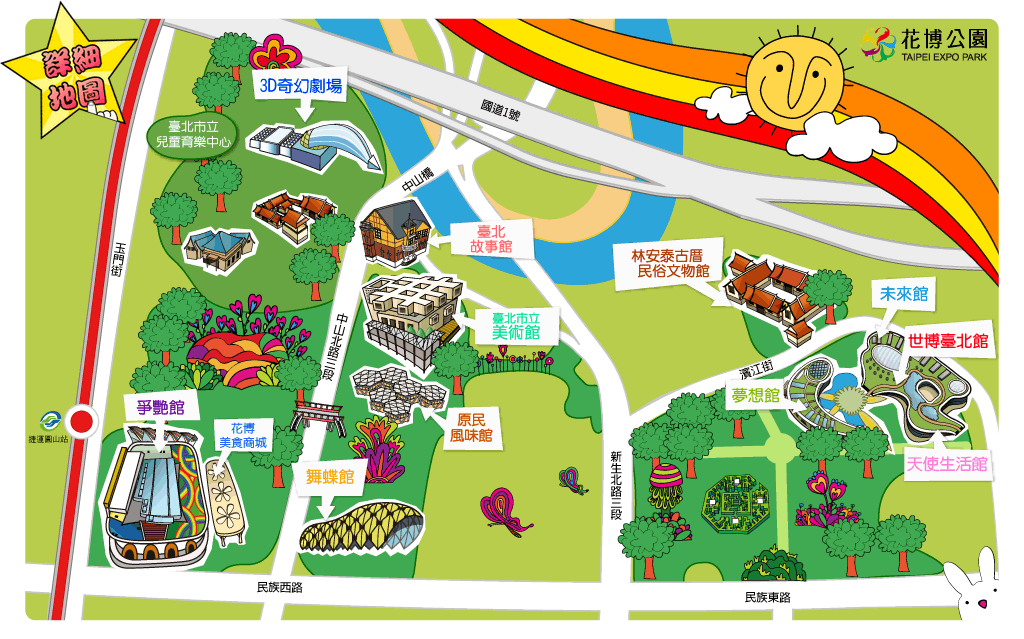 詳細
地圖
花博公園
TAIPEI EXPO PARK
3D奇幻劇場
國道1號
臺北市立
兒童育樂中心
中山橋
玉門街
臺北
故事館
林安泰古厝
民俗文物館
未來館
臺北市立
美術館
世博臺北館
中山北路三段
濱江街
夢想館
爭艷館
花博
美食商城
原民
風味館
捷運圓山站
天使生活館
舞蝶館
新生北路三段
民族西路
民族東路